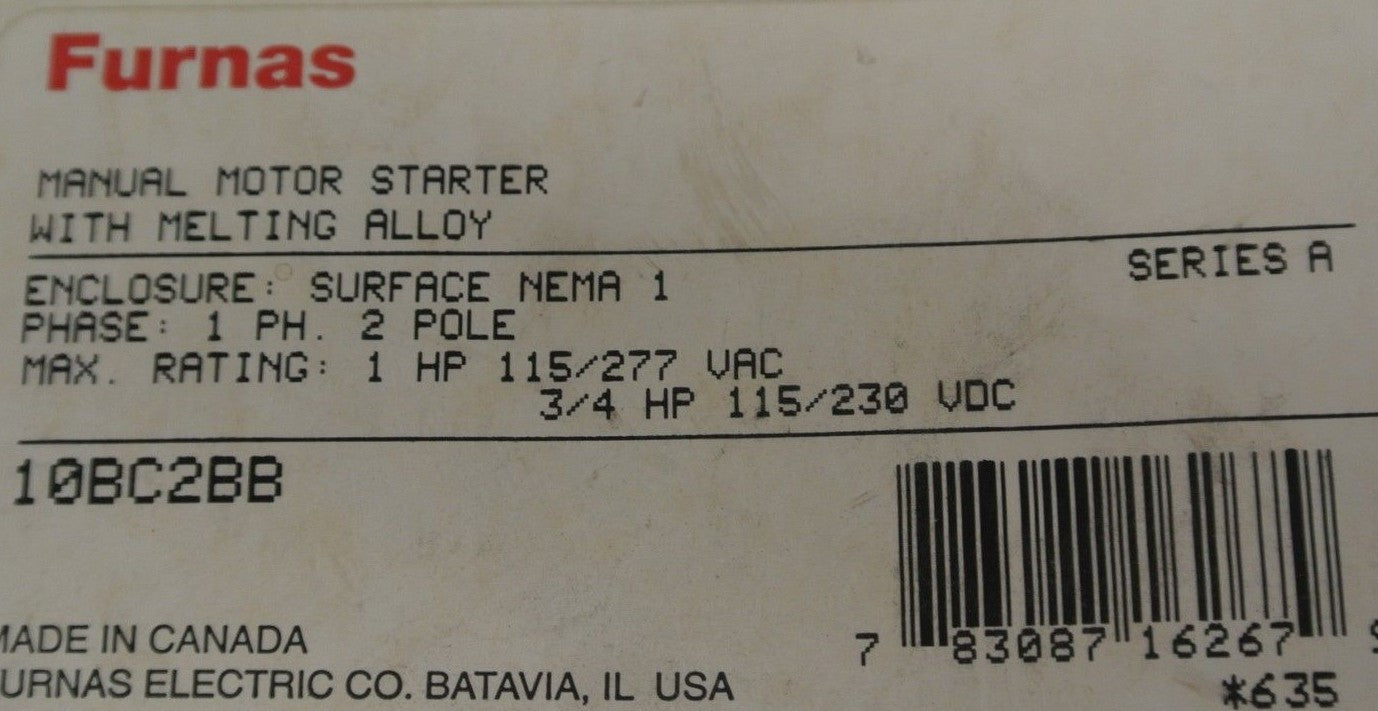 Furnas
MANUAL MOTOR STARTER
WITH MELTING ALLOY
SERIES A
ENCLOSURE: SURFACE NEMA 1
PHASE: 1 PH. 2 POLE
MAX. RATING: 1 HP 115/277 VAC
3/4 HP 115/230 VDC
10BC2BB
MADE IN CANADA
URNAS ELECTRIC CO. BATAVIA, IL USA
7 83087 16267
*635